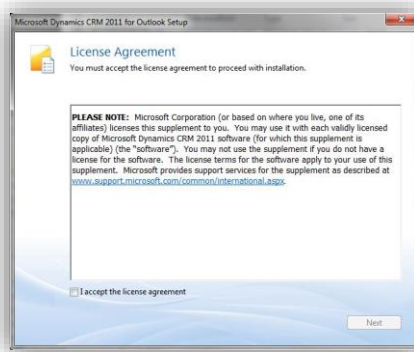 Microsoft Dynamics CRM 2011 for Outlook Setup
License Agreement
You must accept the license agreement to proceed with installation.
PLEASE NOTE: Microsoft Corporation (or based on where you live, one of its
affiliates) licenses this supplement to you. You may use it with each validly licensed
copy of Microsoft Dynamics CRM 2011 software (for which this supplement is
applicable) (the "software"). You may not use the supplement if you do not have a
license for the software. The license terms for the software apply to your use of this
supplement. Microsoft provides support services for the supplement as described at
www.support.microsoft.com/common/international.aspx.
I accept the license agreement
Next